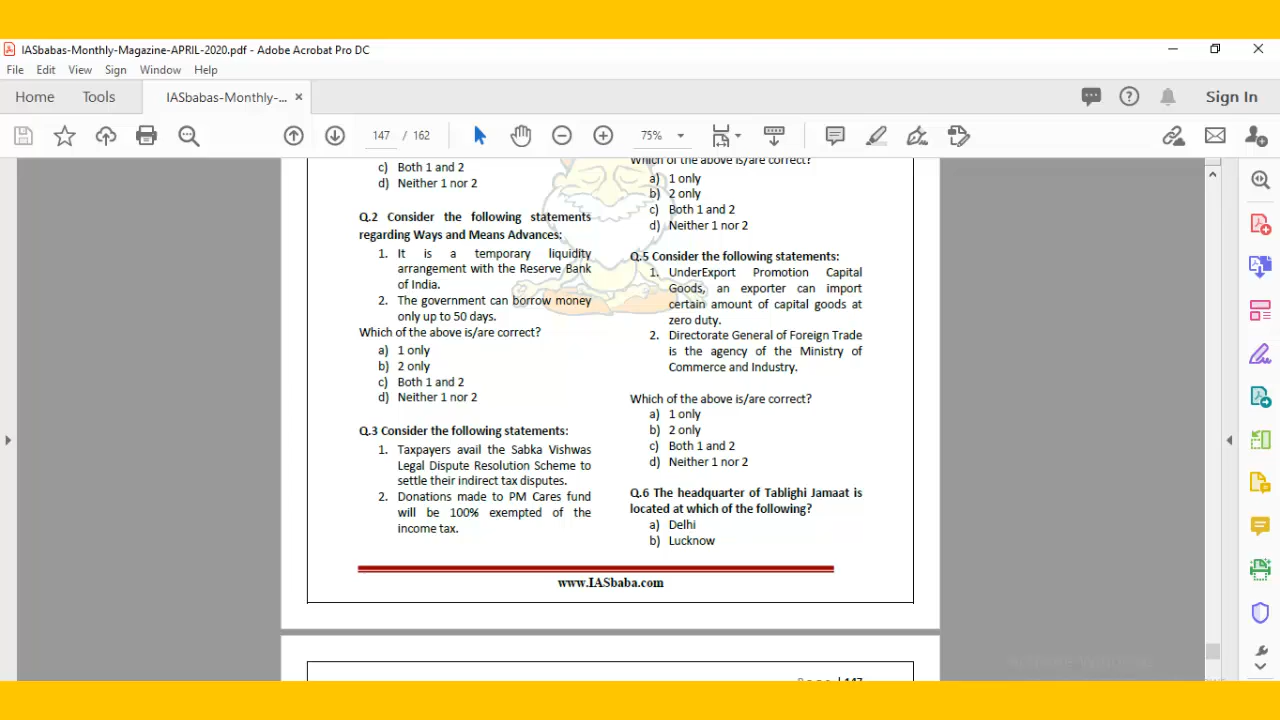 IASbabas-Monthly-Magazine-APRIL-2020.pdf - Adobe Acrobat Pro DC
File Edit View Sign Window Help
Home Tools IASbabas-Monthly-... × Sign In
147 / 162 75%
c) Both 1 and 2
d) Neither 1 nor 2
Q.2 Consider the following statements
regarding Ways and Means Advances:
1. It is a temporary liquidity
arrangement with the Reserve Bank
of India.
2. The government can borrow money
only up to 50 days.
Which of the above is/are correct?
a) 1 only
b) 2 only
c) Both 1 and 2
d) Neither 1 nor 2
Q.3 Consider the following statements:
1. Taxpayers avail the Sabka Vishwas
Legal Dispute Resolution Scheme to
settle their indirect tax disputes.
2. Donations made to PM Cares fund
will be 100% exempted of the
income tax.
Which of the above is/are correct?
a) 1 only
b) 2 only
c) Both 1 and 2
d) Neither 1 nor 2
Q.5 Consider the following statements:
1. UnderExport Promotion Capital
Goods, an exporter can import
certain amount of capital goods at
zero duty.
2. Directorate General of Foreign Trade
is the agency of the Ministry of
Commerce and Industry.
Which of the above is/are correct?
a) 1 only
b) 2 only
c) Both 1 and 2
d) Neither 1 nor 2
Q.6 The headquarter of Tablighi Jamaat is
located at which of the following?
a) Delhi
b) Lucknow
www.IASbaba.com